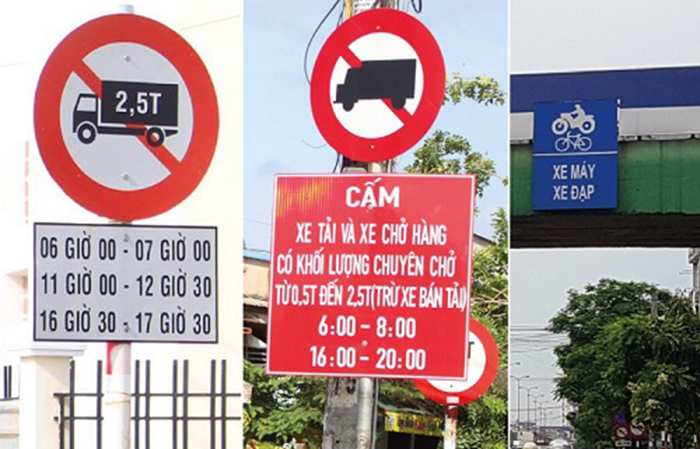 2,5T
06 GIỜ 00 - 07 GIỜ 00
11 GIỜ 00 - 12 GIỜ 30
16 GIỜ 30 - 17 GIỜ 30
CẤM
XE TẢI VÀ XE CHỞ HÀNG
CÓ KHỐI LƯỢNG CHUYÊN CHỞ
TỪ 0,5T ĐẾN 2,5T(TRỪ XE BÁN TẢI)
6:00 - 8:00
16:00 - 20:00
XE MÁY
XE ĐẠP